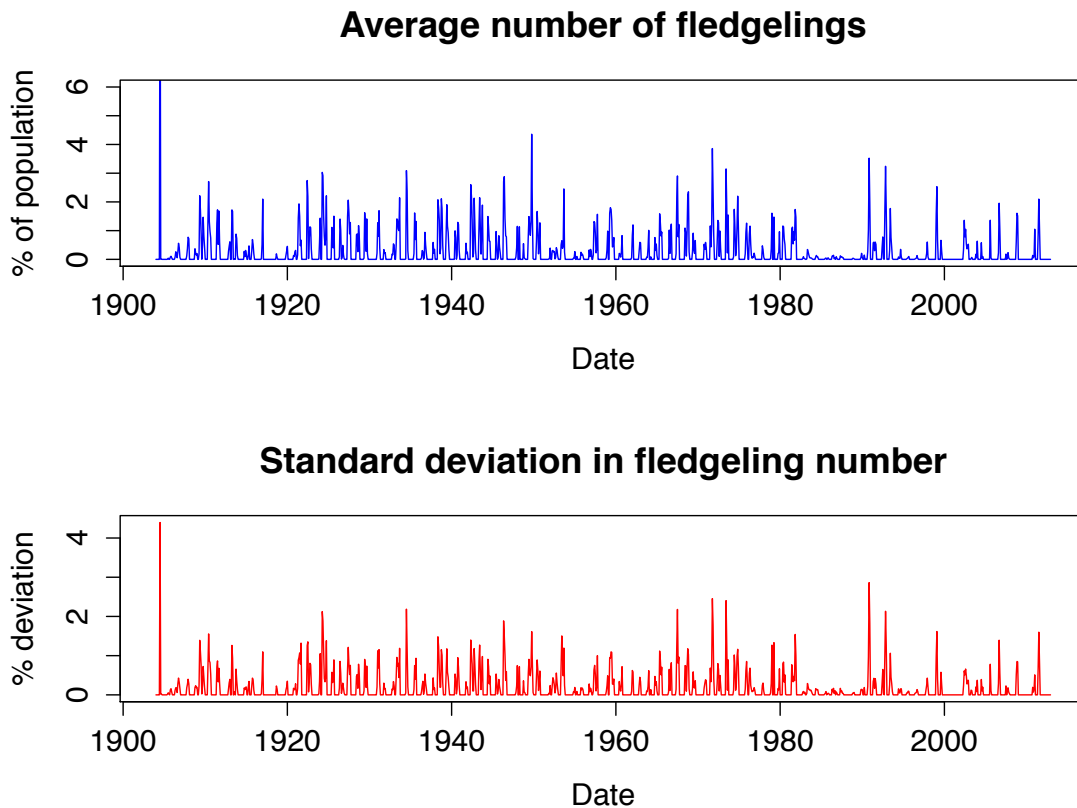 Average number of fledgelings
% of population
0 2 4 6
1900 1920 1940 1960 1980 2000
Date
Standard deviation in fledgeling number
% deviation
0 2 4
1900 1920 1940 1960 1980 2000
Date